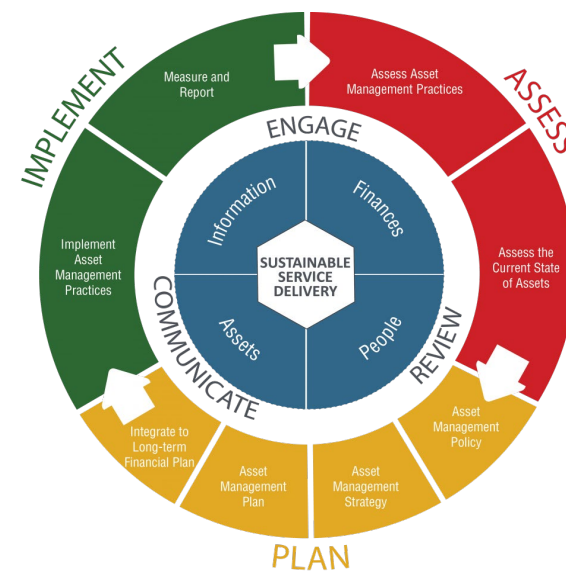 IMPLEMENT
Measure and
Report
Assess Asset
Management Practices
ASSESS
ENGAGE
Information
Finances
Implement
Asset
Management
Practices
SUSTAINABLE
SERVICE
DELIVERY
Assess the
Current State
of Assets
COMMUNICATE
Assets
People
REVIEW
Integrate to
Long-term
Financial Plan
Asset
Management
Plan
Asset
Management
Strategy
Asset
Management
Policy
PLAN